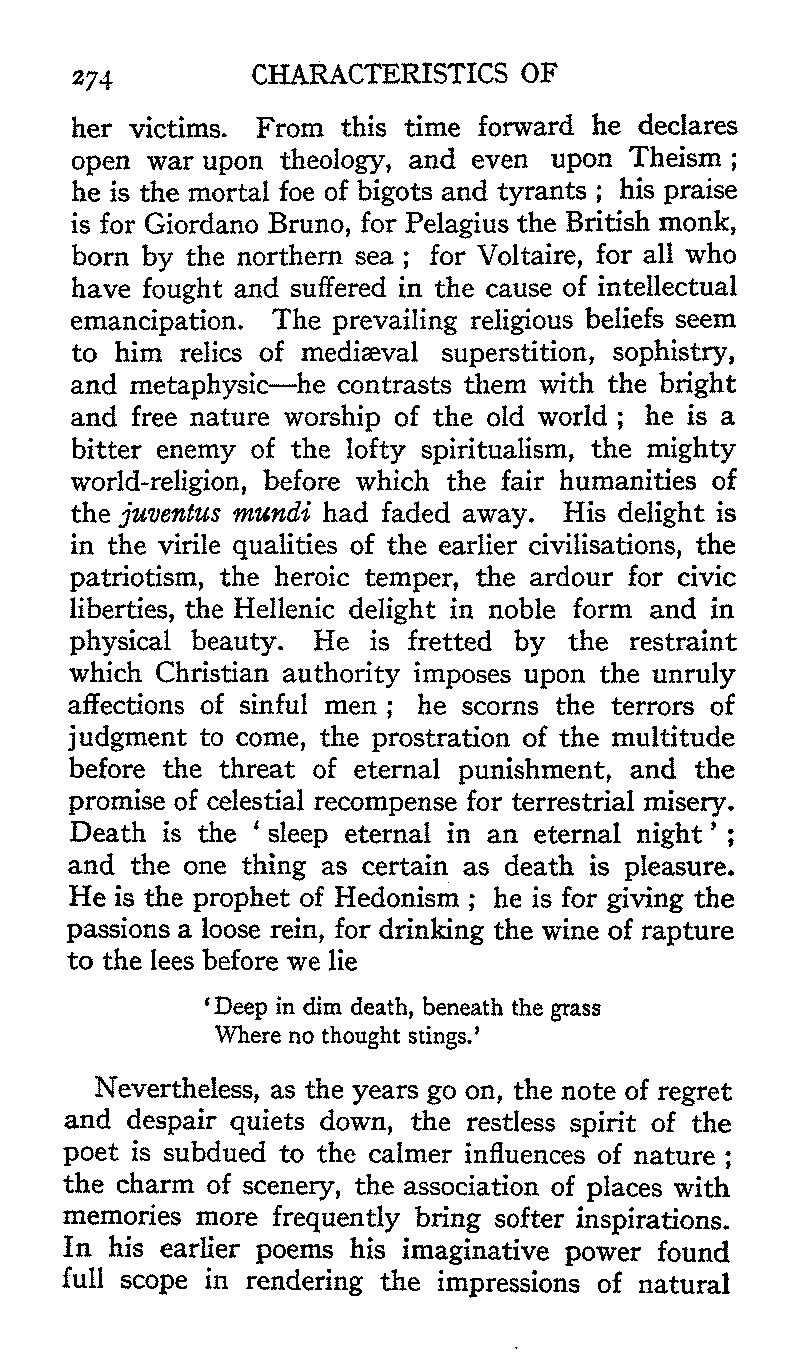 274 CHARACTERISTICS OF
her victims. From this time forward he declares
open war upon theology, and even upon Theism ;
he is the mortal foe of bigots and tyrants ; his praise
is for Giordano Bruno, for Pelagius the British monk,
born by the northern sea ; for Voltaire, for all who
have fought and suffered in the cause of intellectual
emancipation. The prevailing religious beliefs seem
to him relics of mediæval superstition, sophistry,
and metaphysic—he contrasts them with the bright
and free nature worship of the old world ; he is a
bitter enemy of the lofty spiritualism, the mighty
world-religion, before which the fair humanities of
the juventus mundi had faded away. His delight is
in the virile qualities of the earlier civilisations, the
patriotism, the heroic temper, the ardour for civic
liberties, the Hellenic delight in noble form and in
physical beauty. He is fretted by the restraint
which Christian authority imposes upon the unruly
affections of sinful men ; he scorns the terrors of
judgment to come, the prostration of the multitude
before the threat of eternal punishment, and the
promise of celestial recompense for terrestrial misery.
Death is the ‘ sleep eternal in an eternal night ’ ;
and the one thing as certain as death is pleasure.
He is the prophet of Hedonism ; he is for giving the
passions a loose rein, for drinking the wine of rapture
to the lees before we lie
‘ Deep in dim death, beneath the grass
Where no thought stings.’
Nevertheless, as the years go on, the note of regret
and despair quiets down, the restless spirit of the
poet is subdued to the calmer influences of nature ;
the charm of scenery, the association of places with
memories more frequently bring softer inspirations.
In his earlier poems his imaginative power found
full scope in rendering the impressions of natural